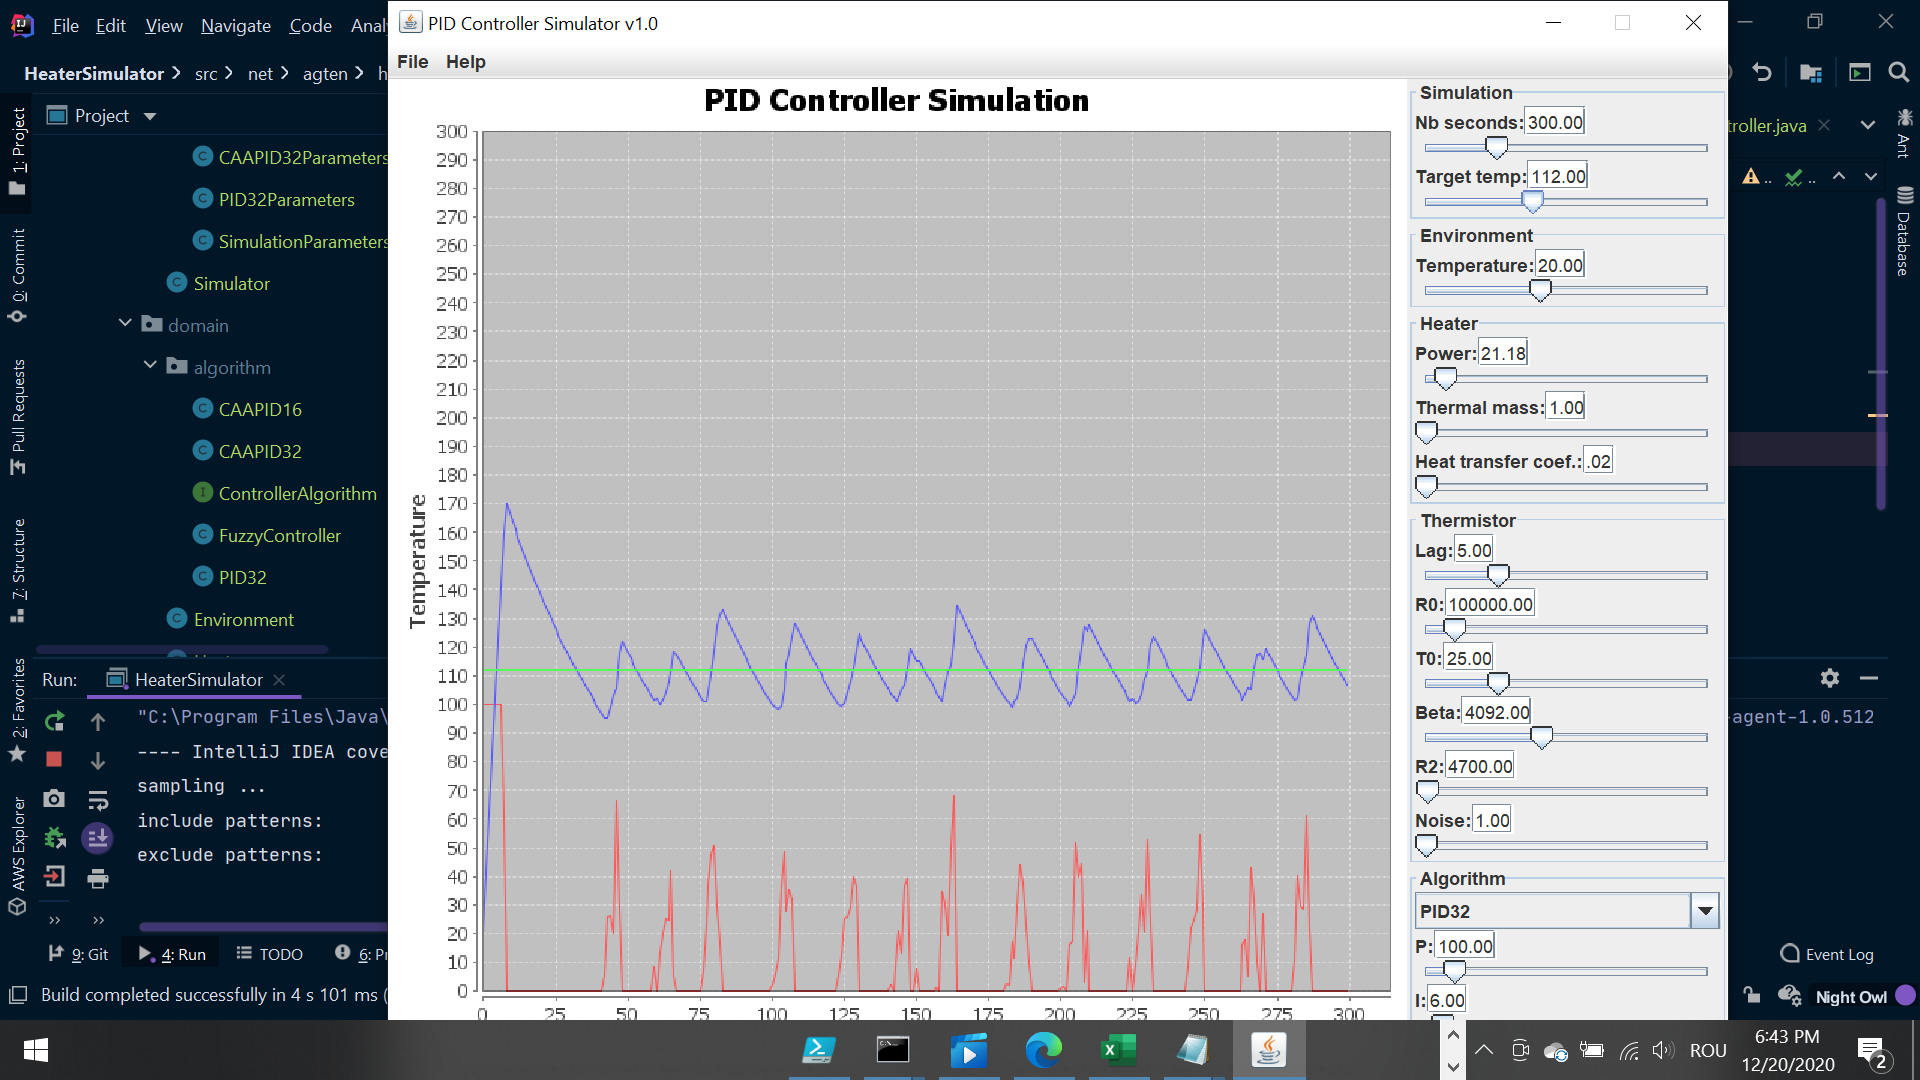 File Edit View Navigate Code
HeaterSimulator src net agten
Project
1: Project
0: Commit
Pull Requests
7: Structure
2: Favorites
AWS Explorer
CAAPID32Parameters
PID32Parameters
SimulationParameters
Simulator
domain
algorithm
CAAPID16
CAAPID32
ControllerAlgorithm
FuzzyController
PID32
Environment
Run: HeaterSimulator
"C:\Program Files\Java\
---- IntelliJ IDEA cove
sampling ...
include patterns:
exclude patterns:
9: Git 4: Run TODO 6: Pr
Build completed successfully in 4 s 101 ms (
PID Controller Simulator v1.0
File Help
PID Controller Simulation
Temperature
300
290
280
270
260
250
240
230
220
210
200
190
180
170
160
150
140
130
120
110
100
90
80
70
60
50
40
30
20
10
0
0 25 50 75 100 125 150 175 200 225 250 275 300
Simulation
Nb seconds: 300.00
Target temp: 112.00
Environment
Temperature: 20.00
Heater
Power: 21.18
Thermal mass: 1.00
Heat transfer coef.: .02
Thermistor
Lag: 5.00
R0: 100000.00
T0: 25.00
Beta: 4092.00
R2: 4700.00
Noise: 1.00
Algorithm
PID32
P: 100.00
I: 6.00
troller.java
Ant
Database
-agent-1.0.512
Event Log
Night Owl
ROU
6:43 PM
12/20/2020
2